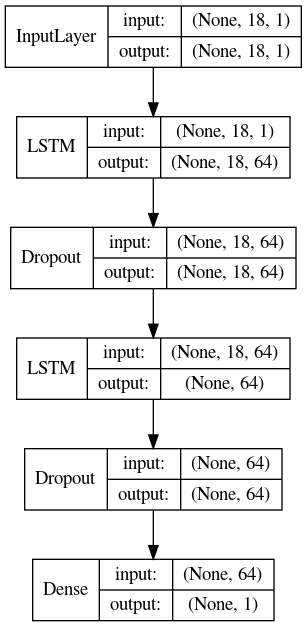 InputLayer input: (None, 18, 1)
output: (None, 18, 1)
LSTM input: (None, 18, 1)
output: (None, 18, 64)
Dropout input: (None, 18, 64)
output: (None, 18, 64)
LSTM input: (None, 18, 64)
output: (None, 64)
Dropout input: (None, 64)
output: (None, 64)
Dense input: (None, 64)
output: (None, 1)